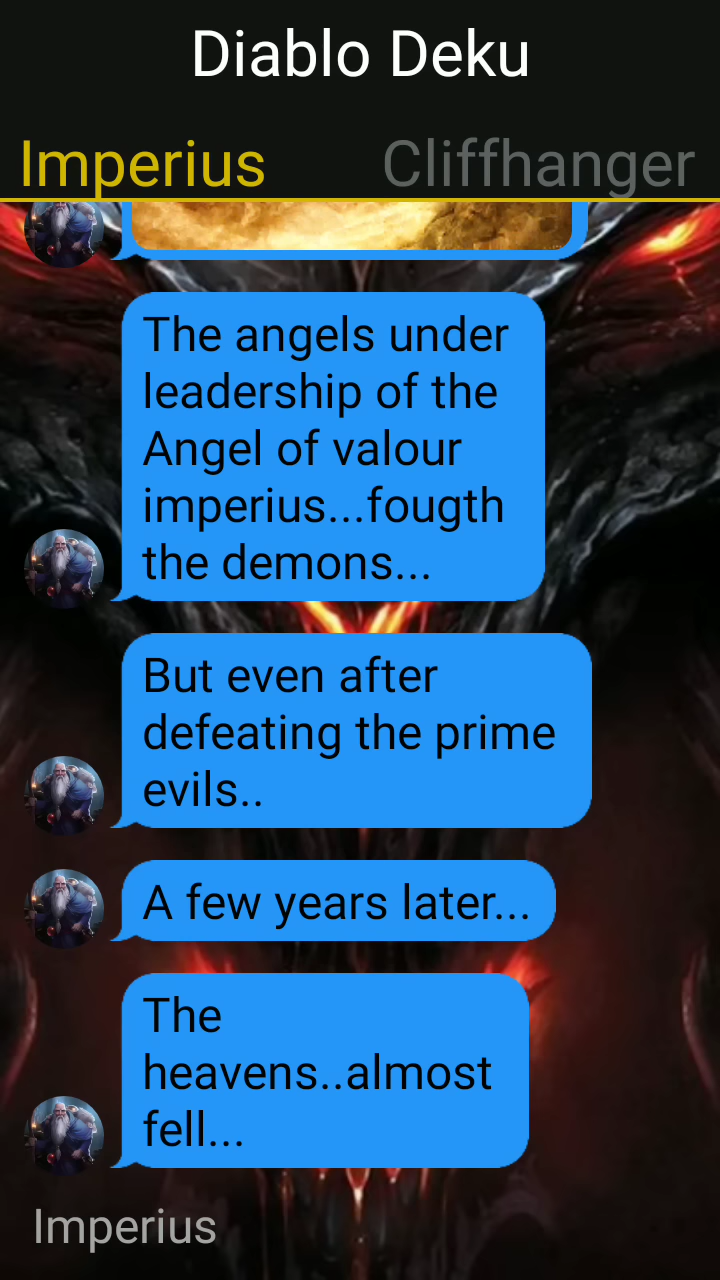 Diablo Deku
Imperius Cliffhanger
The angels under
leadership of the
Angel of valour
imperius...fougth
the demons...
But even after
defeating the prime
evils..
A few years later...
The
heavens..almost
fell...
Imperius